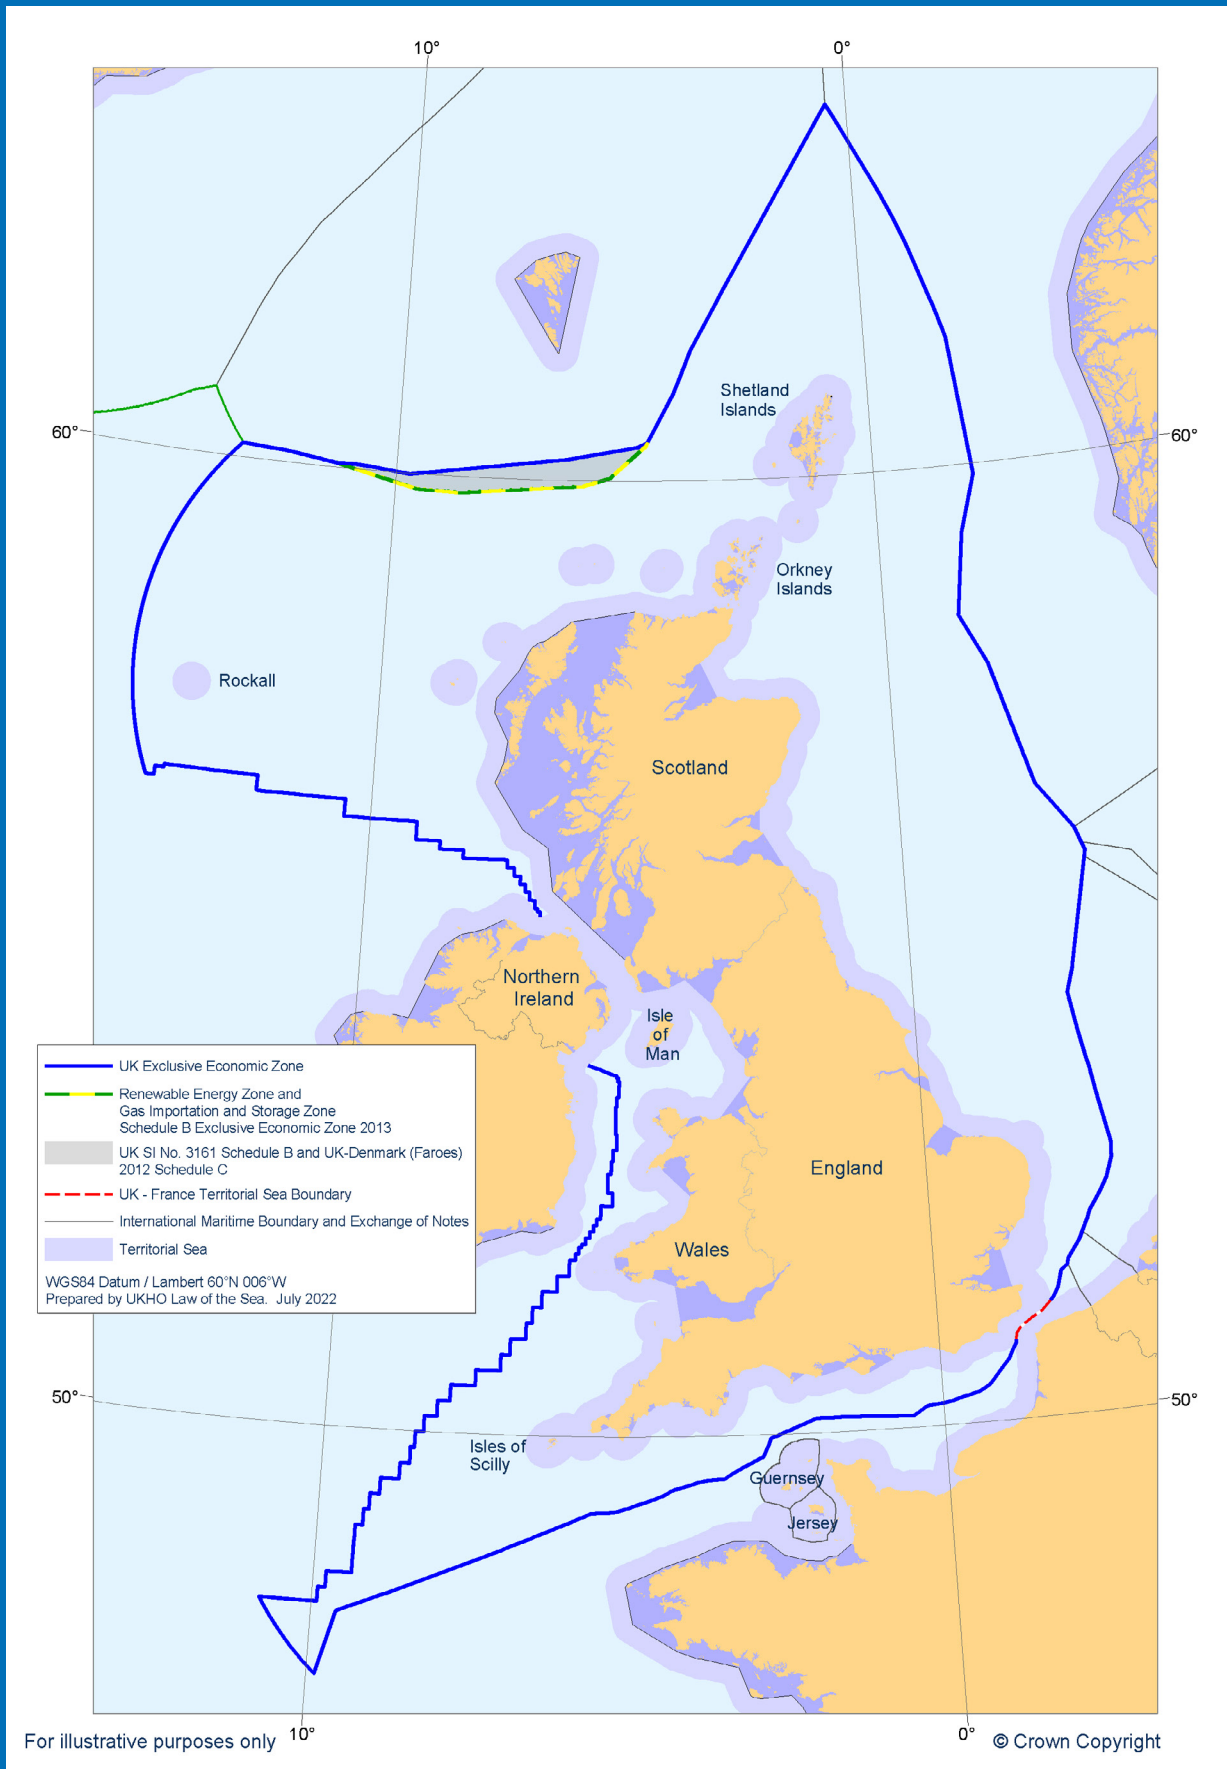 10°
0°
Shetland
Islands
60°
60°
Orkney
Islands
Rockall
Scotland
Northern
Ireland
Isle
of
Man
UK Exclusive Economic Zone
Renewable Energy Zone and
Gas Importation and Storage Zone
Schedule B Exclusive Economic Zone 2013
UK SI No. 3161 Schedule B and UK-Denmark (Faroes)
2012 Schedule C
UK - France Territorial Sea Boundary
International Maritime Boundary and Exchange of Notes
Territorial Sea
WGS84 Datum / Lambert 60°N 006°W
Prepared by UKHO Law of the Sea. July 2022
England
Wales
50°
50°
Isles of
Scilly
Guernsey
Jersey
10°
0°
For illustrative purposes only
© Crown Copyright